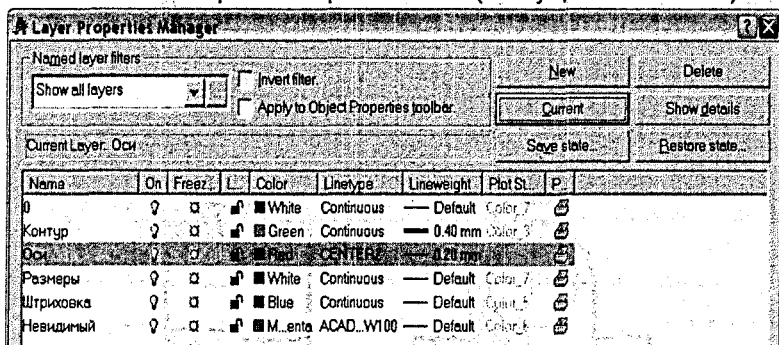 Layer Properties Manager
Named layer filters
Show all layers
Invert filter
Apply to Object Properties toolbar
New Delete
Current Show details
Save state... Restore state...
Current Layer: Оси
Name On Freez... L... Color Linetype Lineweight Plot St... P...
0 White Continuous Default Color_7
Контур Green Continuous 0.40 mm Color_3
Оси Red CENTER2 0.20 mm
Размеры White Continuous Default Color_7
Штриховка Blue Continuous Default Color_5
Невидимый M...enta ACAD...W100 Default Color_6